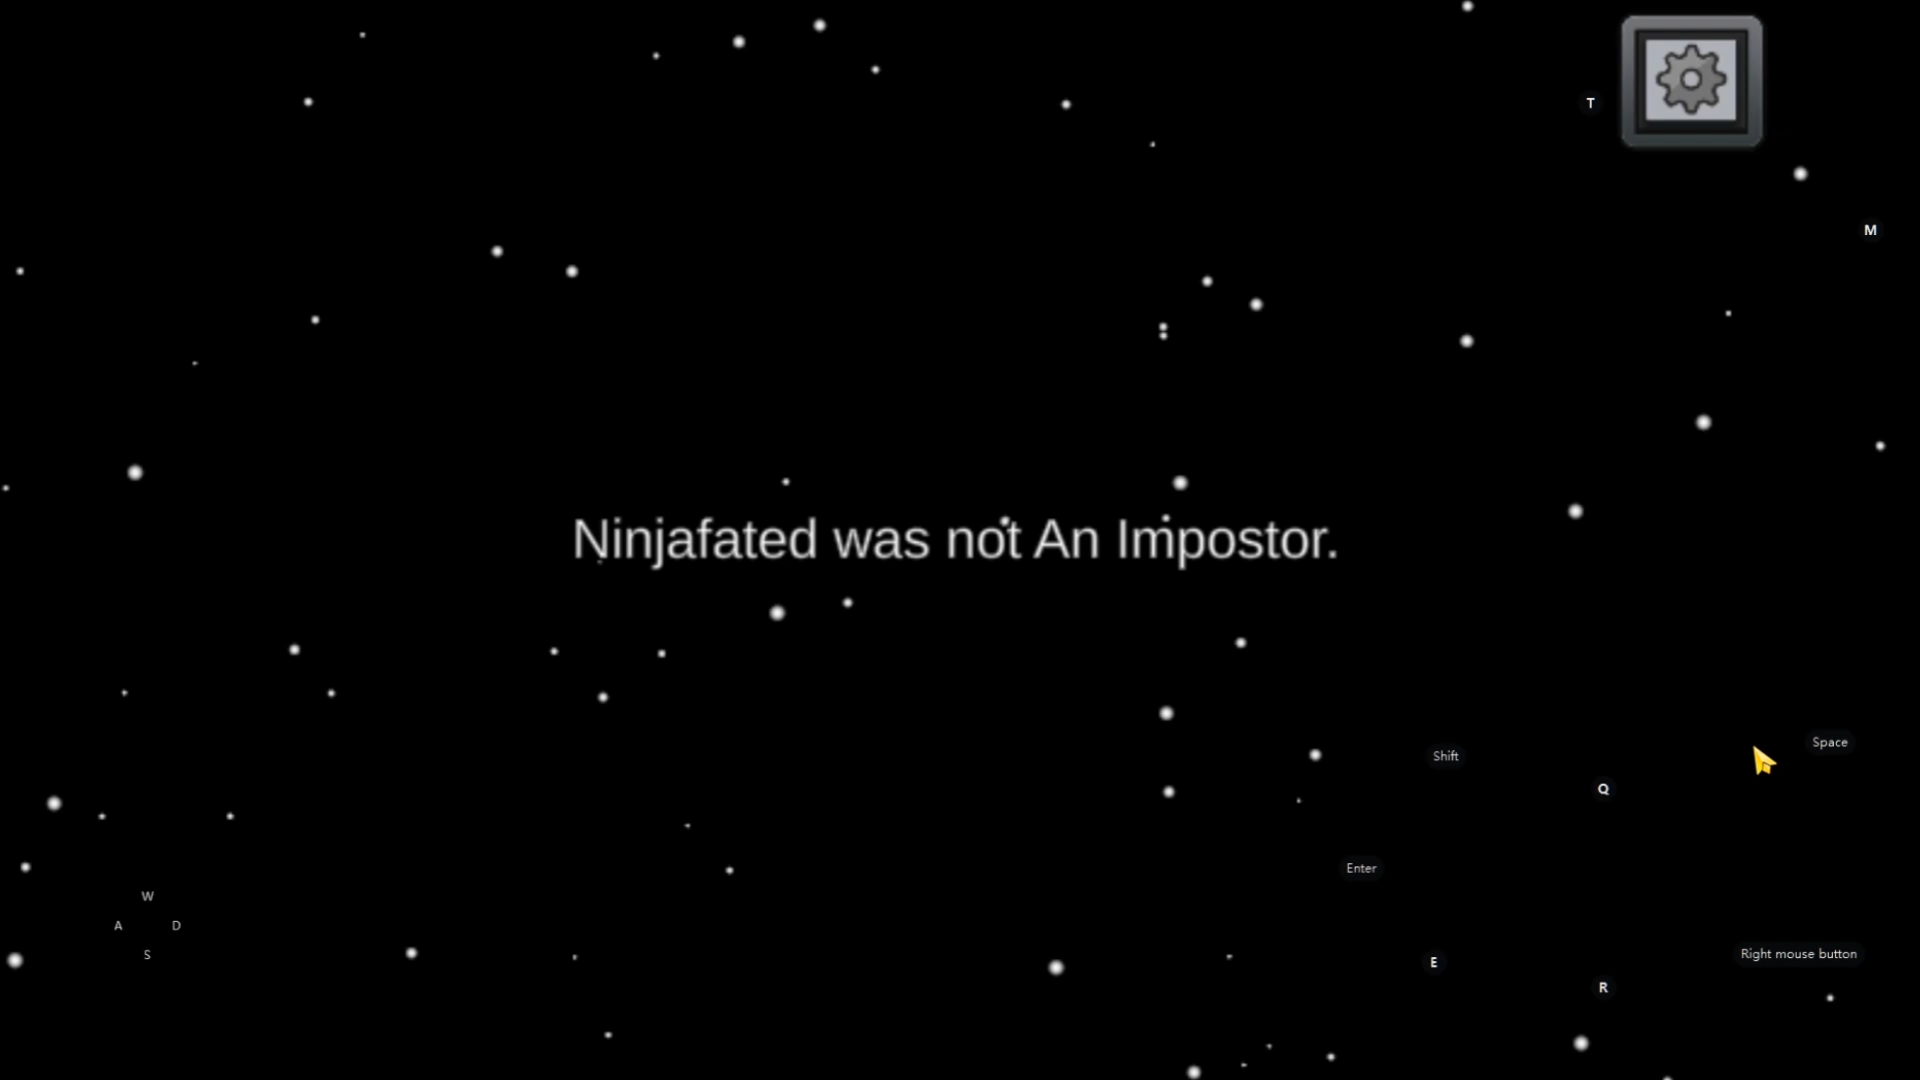 T
M
Ninjafated was not An Impostor.
Space
Shift
Q
Enter
W
A D
S
Right mouse button
E
R